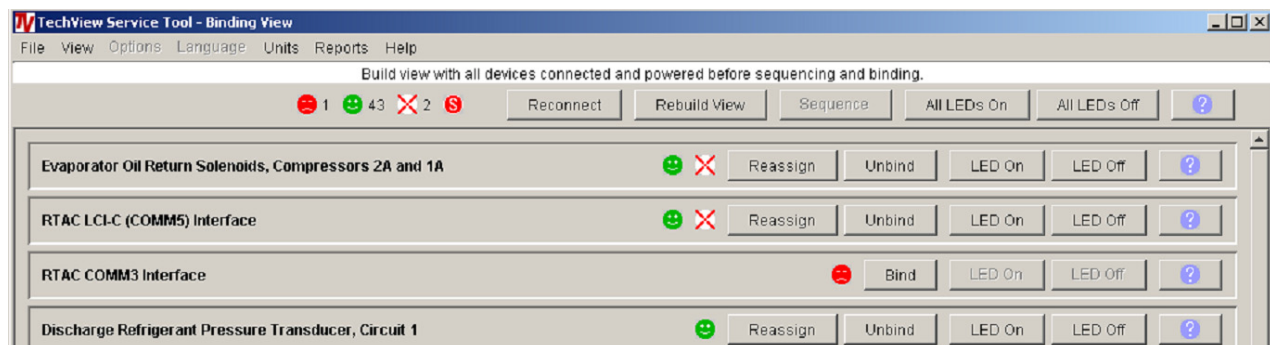 TechView Service Tool - Binding View
File View Options Language Units Reports Help
Build view with all devices connected and powered before sequencing and binding.
1 43 2 S Reconnect Rebuild View Sequence All LEDs On All LEDs Off ?
Evaporator Oil Return Solenoids, Compressors 2A and 1A Reassign Unbind LED On LED Off ?
RTAC LCI-C (COMM5) Interface Reassign Unbind LED On LED Off ?
RTAC COMM3 Interface Bind LED On LED Off ?
Discharge Refrigerant Pressure Transducer, Circuit 1 Reassign Unbind LED On LED Off ?